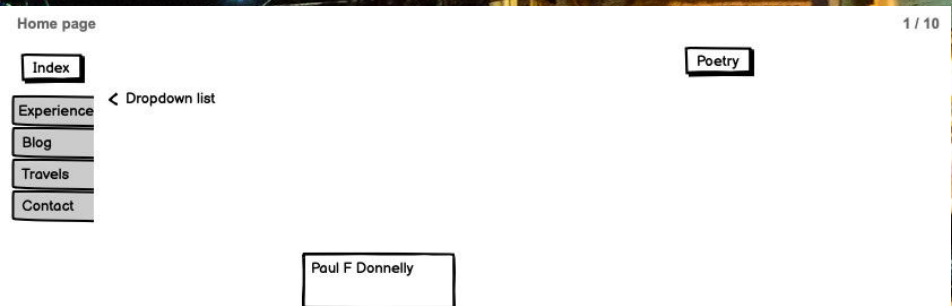 Home page
1 / 10
Index
Poetry
Experience
< Dropdown list
Blog
Travels
Contact
Paul F Donnelly